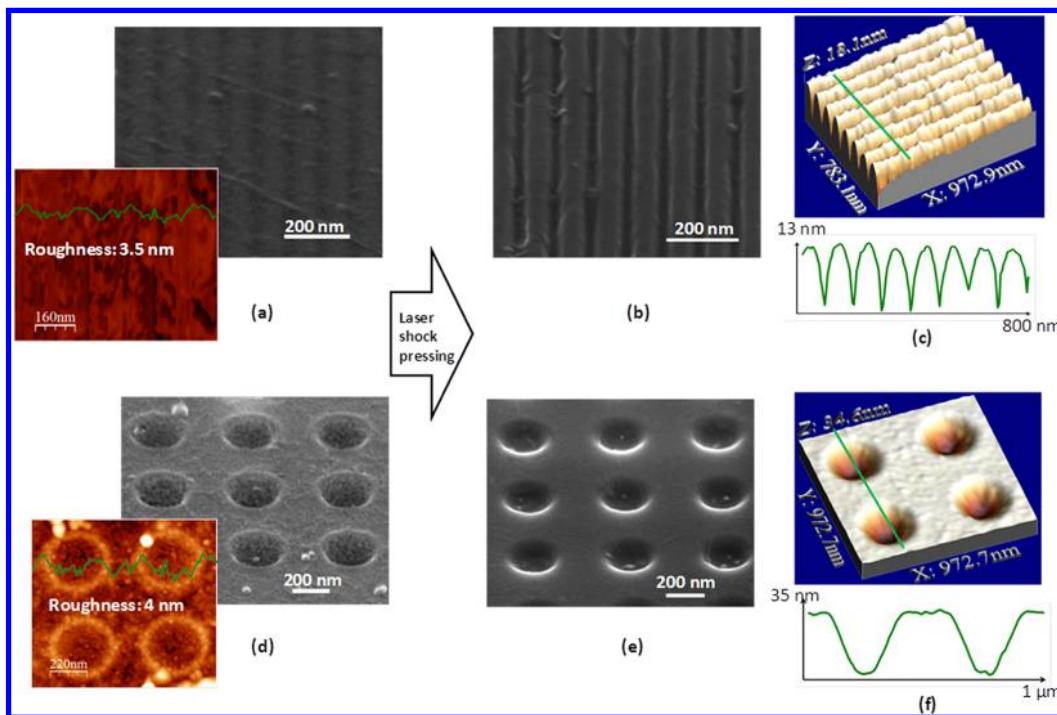 200 nm
Roughness: 3.5 nm
160nm
(a)
200 nm
(b)
Z: 18.1nm
Y: 783.1nm
X: 972.9nm
13 nm
800 nm
(c)
Laser
shock
pressing
200 nm
Roughness: 4 nm
220nm
(d)
200 nm
(e)
Z: 34.6nm
Y: 972.7nm
X: 972.7nm
35 nm
1 µm
(f)